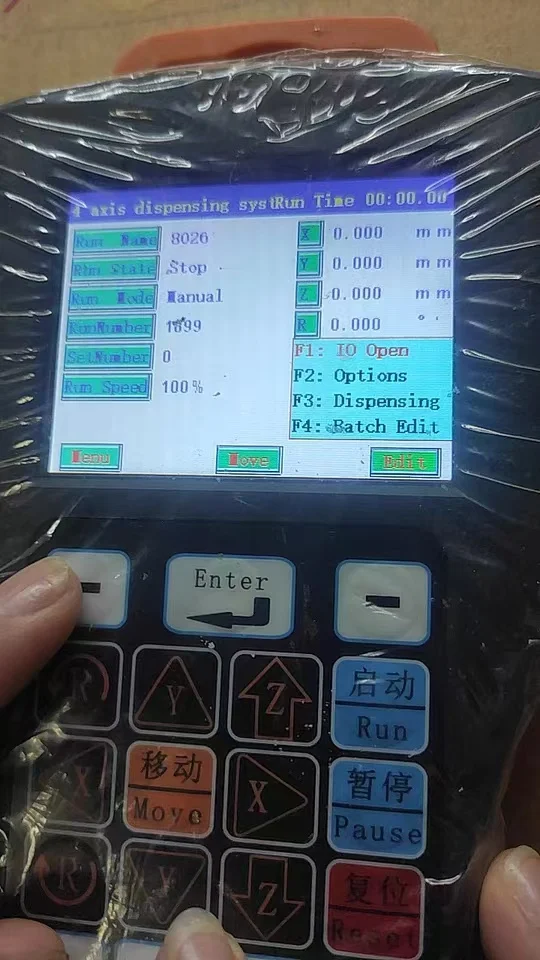 4 axis dispensing syst Run Time 00:00.00
Run Name 8026
Run State Stop
Run Mode Manual
RunNumber 1699
SetNumber 0
Run Speed 100%
X 0.000 mm
Y 0.000 mm
Z 0.000 mm
R 0.000 °
F1: IO Open
F2: Options
F3: Dispensing
F4: Batch Edit
Menu Move Edit
Enter
R Y Z 启动
Run
X 移动 X 暂停
Move Pause
R Y Z 复位
Reset